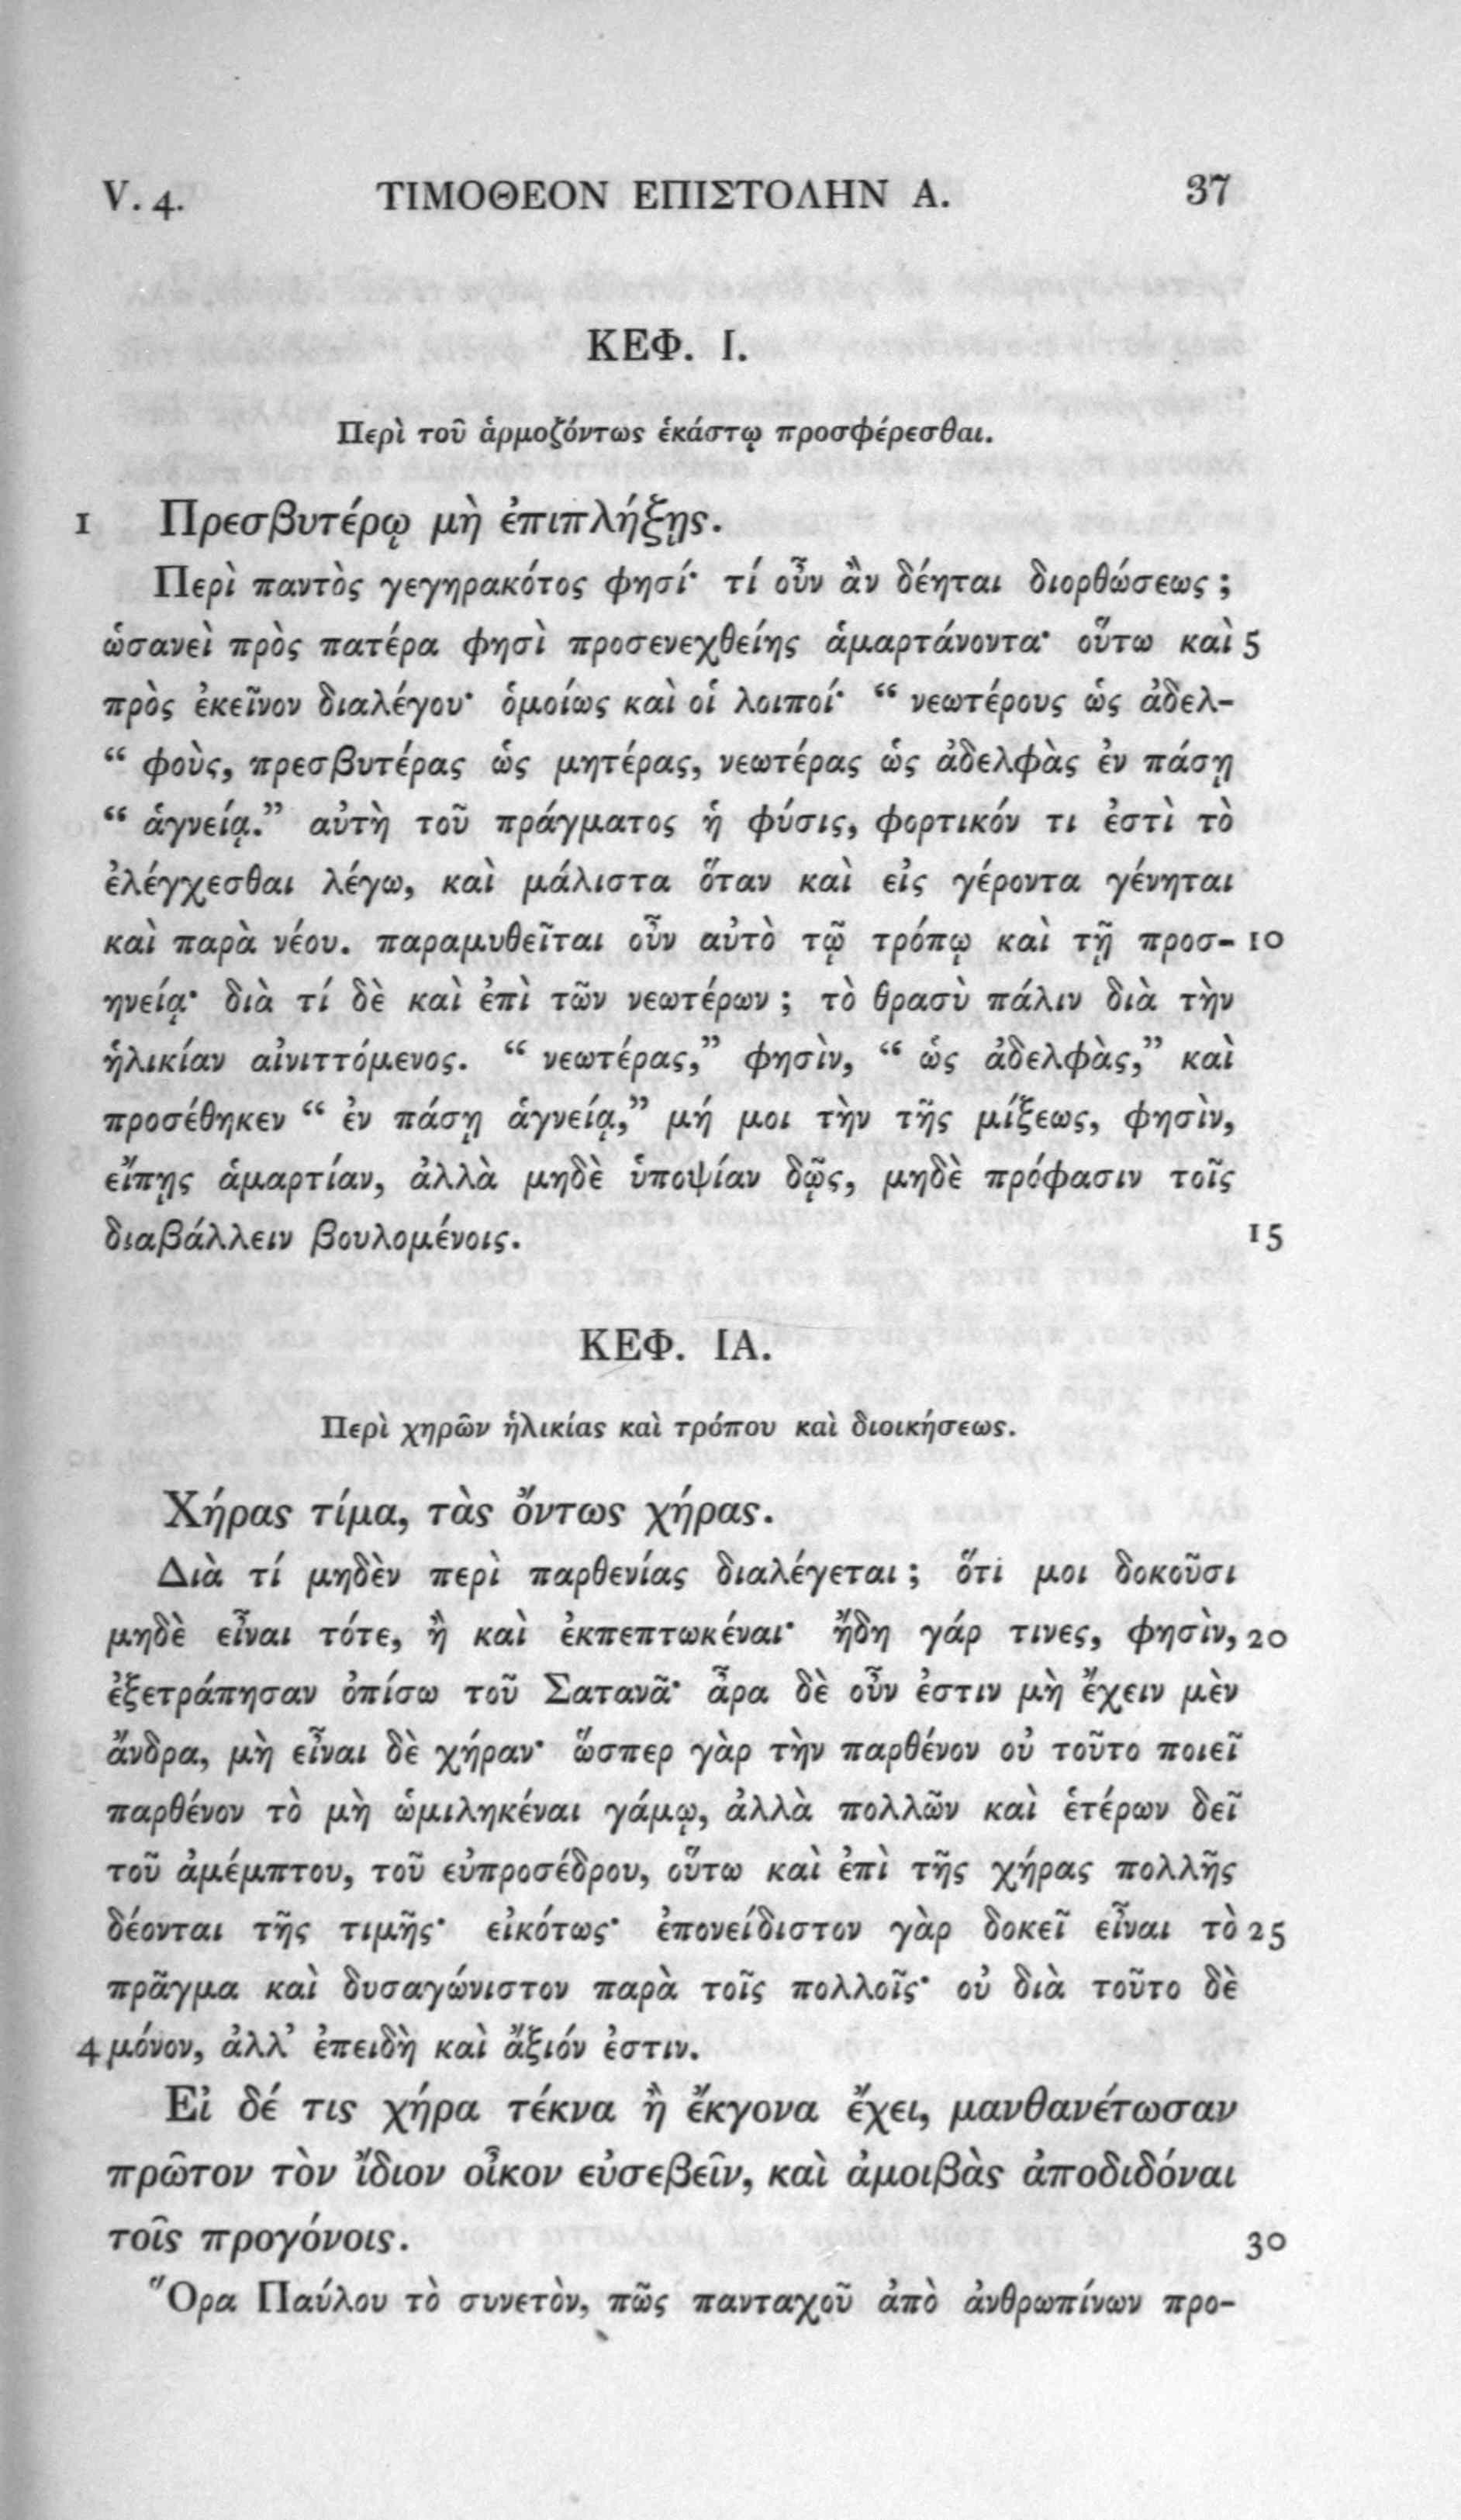 V. 4. ΤΙΜΟΘΕΟΝ ΕΠΙΣΤΟΛΗΝ Α. 37
ΚΕΦ. Ι.
Περὶ τοῦ ἁρμοζόντως ἑκάστῳ προσφέρεσθαι.
1 Πρεσβυτέρῳ μὴ ἐπιπλήξῃς.
Περὶ παντὸς γεγηρακότος φησί· τί οὖν ἂν δέηται διορθώσεως ;
ὡσανεὶ πρὸς πατέρα φησὶ προσενεχθείης ἁμαρτάνοντα· οὕτω καὶ 5
πρὸς ἐκεῖνον διαλέγου· ὁμοίως καὶ οἱ λοιποί· “ νεωτέρους ὡς ἀδελ-
“ φοὺς, πρεσβυτέρας ὡς μητέρας, νεωτέρας ὡς ἀδελφὰς ἐν πάσῃ
“ ἁγνείᾳ.” αὐτὴ τοῦ πράγματος ἡ φύσις, φορτικόν τι ἐστὶ τὸ
ἐλέγχεσθαι λέγω, καὶ μάλιστα ὅταν καὶ εἰς γέροντα γένηται
καὶ παρὰ νέου. παραμυθεῖται οὖν αὐτὸ τῷ τρόπῳ καὶ τῇ προσ- 10
ηνείᾳ· διὰ τί δὲ καὶ ἐπὶ τῶν νεωτέρων ; τὸ θρασὺ πάλιν διὰ τὴν
ἡλικίαν αἰνιττόμενος. “ νεωτέρας,” φησὶν, “ ὡς ἀδελφὰς,” καὶ
προσέθηκεν “ ἐν πάσῃ ἁγνείᾳ,” μή μοι τὴν τῆς μίξεως, φησὶν,
εἴπῃς ἁμαρτίαν, ἀλλὰ μηδὲ ὑποψίαν δῷς, μηδὲ πρόφασιν τοῖς
διαβάλλειν βουλομένοις. 15
ΚΕΦ. ΙΑ.
Περὶ χηρῶν ἡλικίας καὶ τρόπου καὶ διοικήσεως.
Χήρας τίμα, τὰς ὄντως χήρας.
Διὰ τί μηδὲν περὶ παρθενίας διαλέγεται ; ὅτι μοι δοκοῦσι
μηδὲ εἶναι τότε, ἢ καὶ ἐκπεπτωκέναι· ἤδη γάρ τινες, φησὶν, 20
ἐξετράπησαν ὀπίσω τοῦ Σατανᾶ· ἆρα δὲ οὖν ἐστιν μὴ ἔχειν μὲν
ἄνδρα, μὴ εἶναι δὲ χήραν· ὥσπερ γὰρ τὴν παρθένον οὐ τοῦτο ποιεῖ
παρθένον τὸ μὴ ὡμιληκέναι γάμῳ, ἀλλὰ πολλῶν καὶ ἑτέρων δεῖ
τοῦ ἀμέμπτου, τοῦ εὐπροσέδρου, οὕτω καὶ ἐπὶ τῆς χήρας πολλῆς
δέονται τῆς τιμῆς· εἰκότως· ἐπονείδιστον γὰρ δοκεῖ εἶναι τὸ 25
πρᾶγμα καὶ δυσαγώνιστον παρὰ τοῖς πολλοῖς· οὐ διὰ τοῦτο δὲ
4 μόνον, ἀλλ’ ἐπειδὴ καὶ ἄξιόν ἐστιν.
Εἰ δέ τις χήρα τέκνα ἢ ἔκγονα ἔχει, μανθανέτωσαν
πρῶτον τὸν ἴδιον οἶκον εὐσεβεῖν, καὶ ἀμοιβὰς ἀποδιδόναι
τοῖς προγόνοις. 30
Ὅρα Παύλου τὸ συνετὸν, πῶς πανταχοῦ ἀπὸ ἀνθρωπίνων προ-